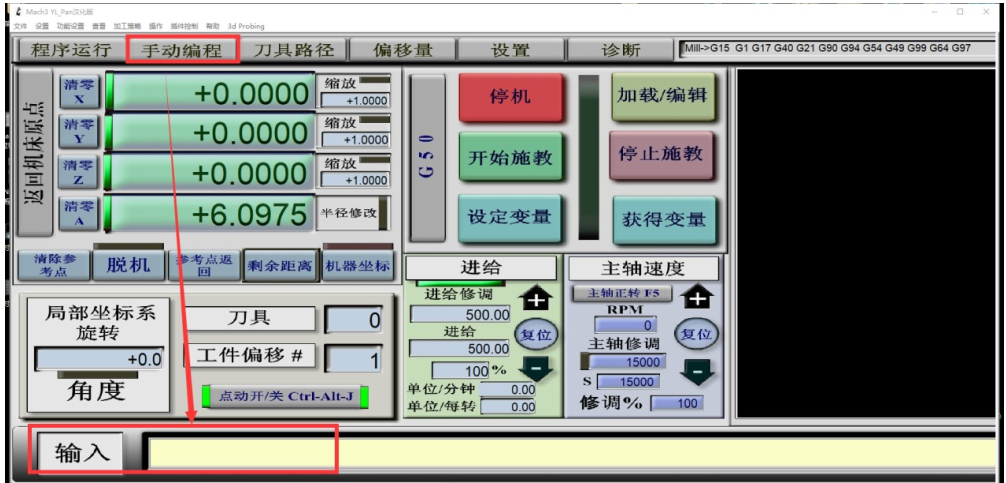 Mach3 YL_Pan汉化版
文件 设置 功能设置 查看 加工策略 操作 插件控制 帮助 3d Probing
程序运行 手动编程 刀具路径 偏移量 设置 诊断 Mill->G15 G1 G17 G40 G21 G90 G94 G54 G49 G99 G64 G97
返回机床原点
清零 X +0.0000 缩放 +1.0000
清零 Y +0.0000 缩放 +1.0000
清零 Z +0.0000 缩放 +1.0000
清零 A +6.0975 半径修改
清除参考点 脱机 参考点返回 剩余距离 机器坐标
G50
停机 加载/编辑
开始施教 停止施教
设定变量 获得变量
局部坐标系
旋转
+0.0
角度
刀具 0
工件偏移 # 1
点动开/关 Ctrl-Alt-J
进给
进给修调
500.00
进给
500.00
复位
100 %
单位/分钟 0.00
单位/每转 0.00
主轴速度
主轴正转 F5
RPM
0
主轴修调
15000
复位
S 15000
修调% 100
输入